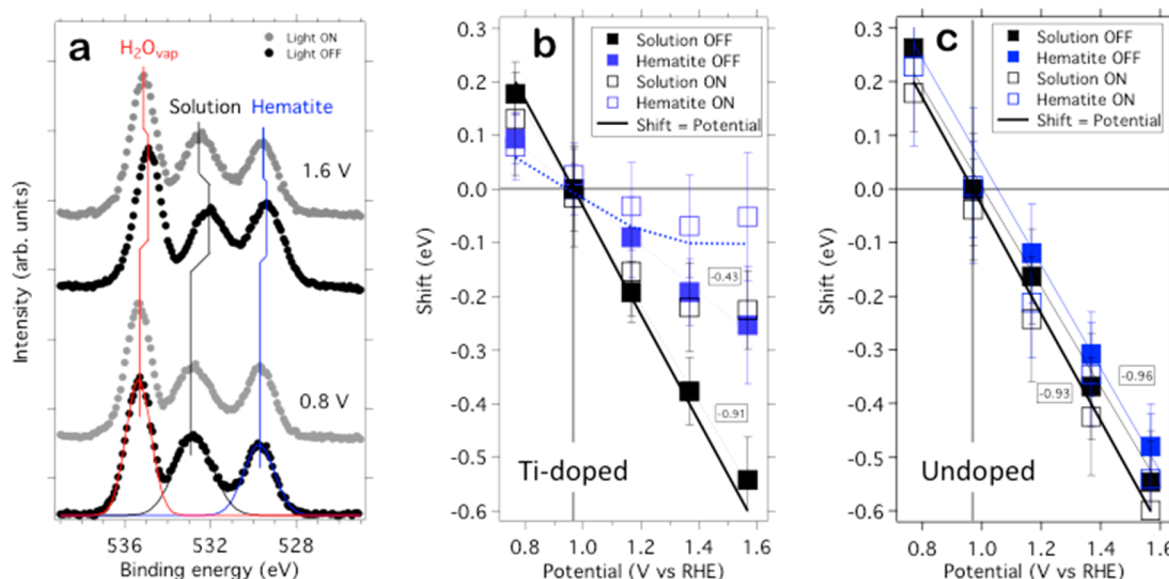 a
Light ON
Light OFF
H2Ovap
Solution
Hematite
1.6 V
0.8 V
Intensity (arb. units)
536
532
528
Binding energy (eV)
b
Solution OFF
Hematite OFF
Solution ON
Hematite ON
Shift = Potential
0.3
0.2
0.1
0.0
-0.1
-0.2
-0.3
-0.4
-0.5
-0.6
Shift (eV)
-0.43
-0.91
Ti-doped
0.8
1.0
1.2
1.4
1.6
Potential (V vs RHE)
c
Solution OFF
Hematite OFF
Solution ON
Hematite ON
Shift = Potential
0.3
0.2
0.1
0.0
-0.1
-0.2
-0.3
-0.4
-0.5
-0.6
Shift (eV)
-0.96
-0.93
Undoped
0.8
1.0
1.2
1.4
1.6
Potential (V vs RHE)